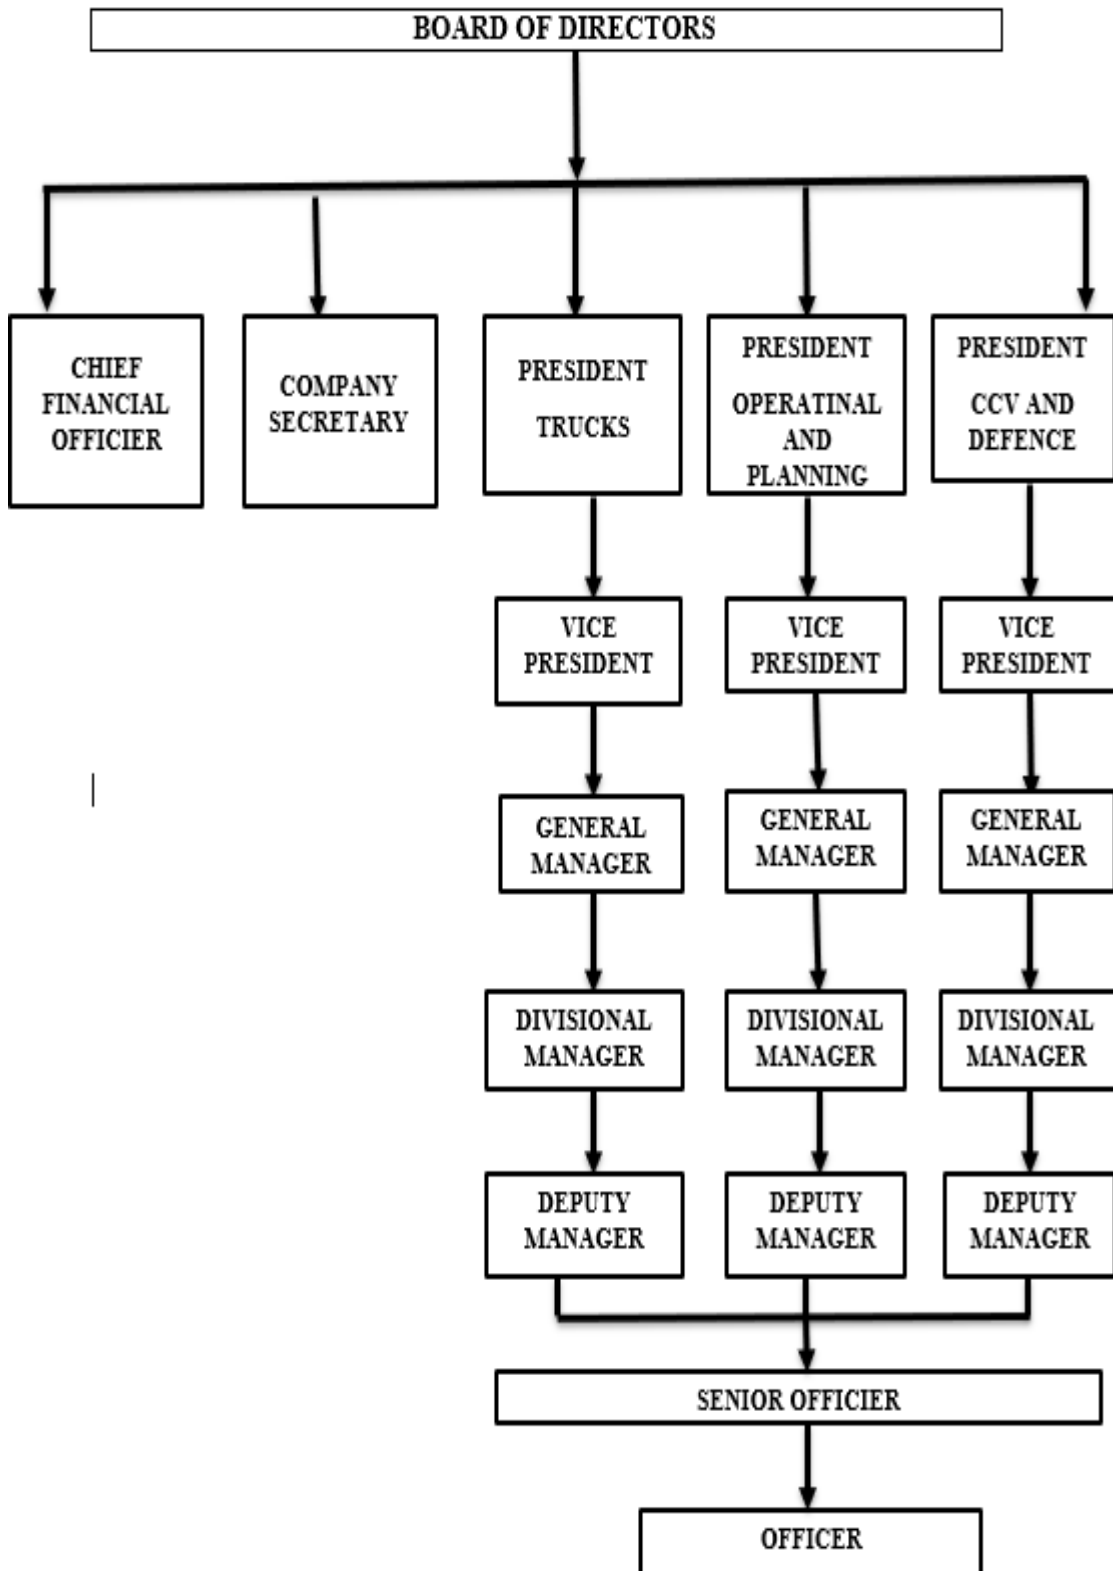 BOARD OF DIRECTORS
CHIEF
FINANCIAL
OFFICIER
COMPANY
SECRETARY
PRESIDENT
TRUCKS
PRESIDENT
OPERATINAL
AND
PLANNING
PRESIDENT
CCV AND
DEFENCE
VICE
PRESIDENT
VICE
PRESIDENT
VICE
PRESIDENT
GENERAL
MANAGER
GENERAL
MANAGER
GENERAL
MANAGER
DIVISIONAL
MANAGER
DIVISIONAL
MANAGER
DIVISIONAL
MANAGER
DEPUTY
MANAGER
DEPUTY
MANAGER
DEPUTY
MANAGER
SENIOR OFFICIER
OFFICER